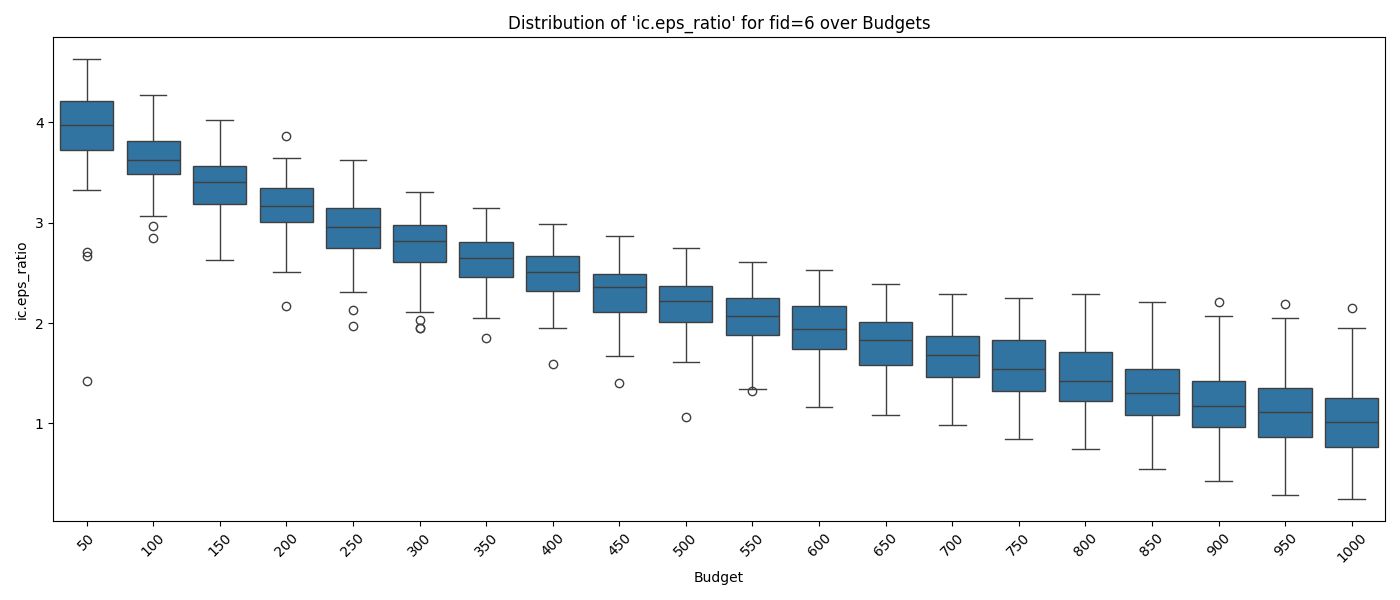 Distribution of 'ic.eps_ratio' for fid=6 over Budgets
ic.eps_ratio
4
3
2
1
50 100 150 200 250 300 350 400 450 500 550 600 650 700 750 800 850 900 950 1000
Budget